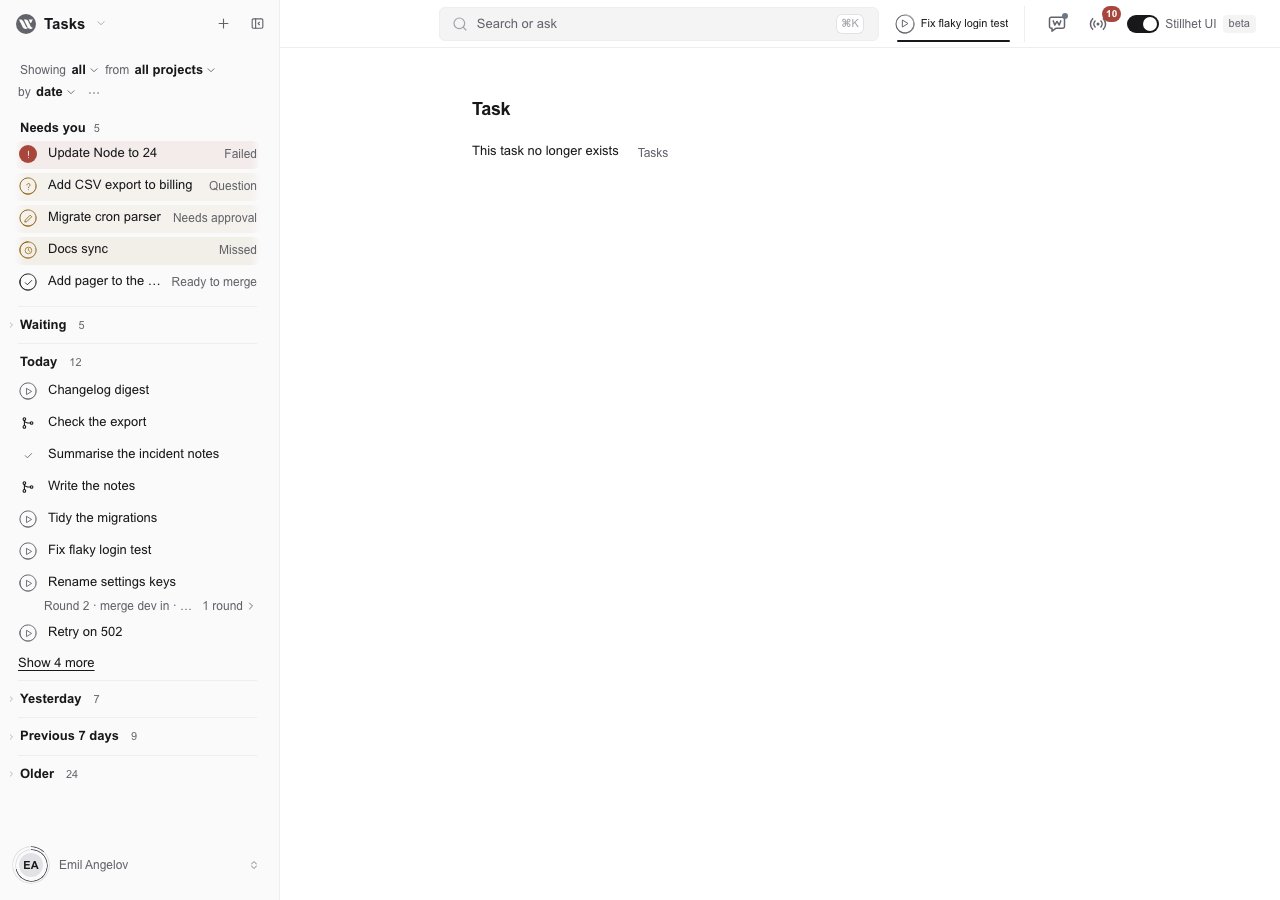 Tasks
Search or ask
⌘K
Fix flaky login test
10
Stillhet UI
beta
Showing all from all projects
by date ...
Needs you 5
Update Node to 24 Failed
Add CSV export to billing Question
Migrate cron parser Needs approval
Docs sync Missed
Add pager to the … Ready to merge
Waiting 5
Today 12
Changelog digest
Check the export
Summarise the incident notes
Write the notes
Tidy the migrations
Fix flaky login test
Rename settings keys
Round 2 · merge dev in · … 1 round
Retry on 502
Show 4 more
Yesterday 7
Previous 7 days 9
Older 24
EA Emil Angelov
Task
This task no longer exists Tasks